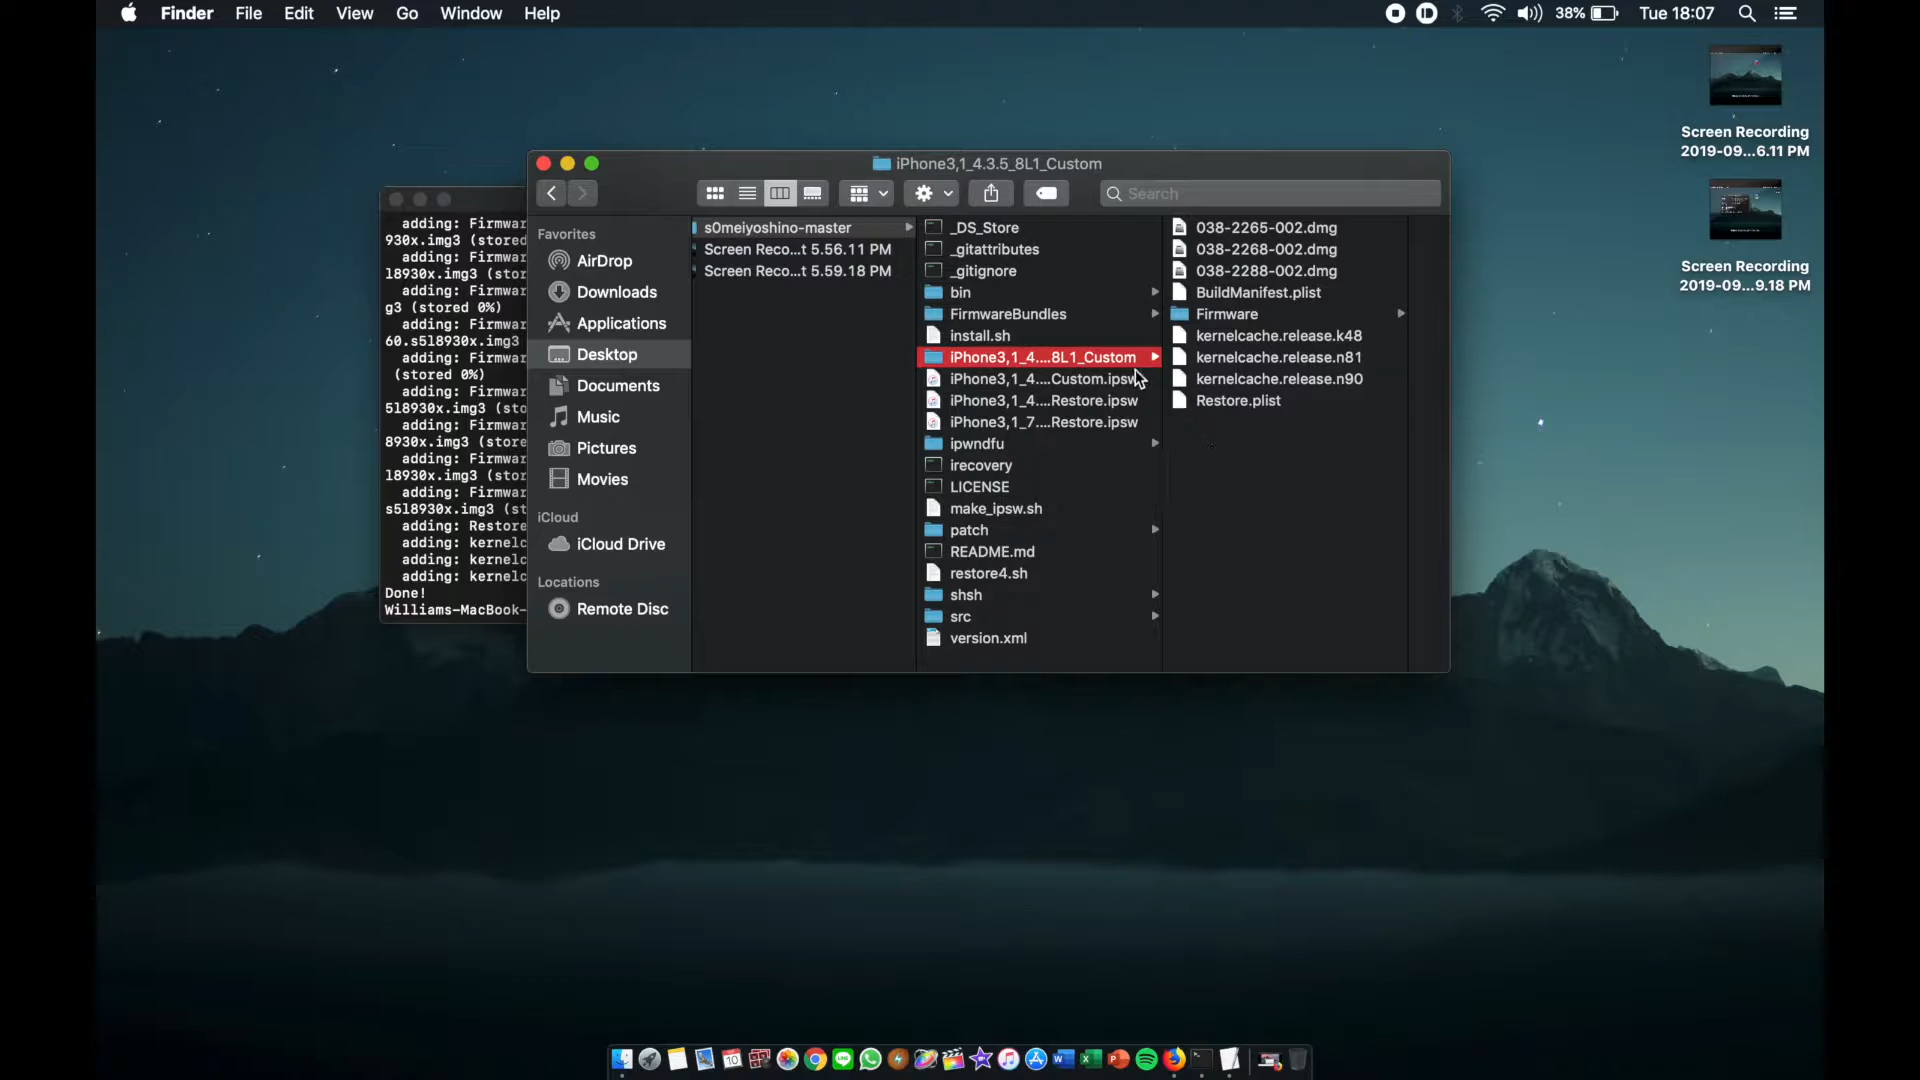 Finder File Edit View Go Window Help
38% Tue 18:07
Screen Recording
2019-09...6.11 PM
Screen Recording
2019-09...9.18 PM
iPhone3,1_4.3.5_8L1_Custom
Search
adding: Firmwar
930x.img3 (stored
adding: Firmwar
l8930x.img3 (stor
adding: Firmwar
g3 (stored 0%)
adding: Firmwar
60.s5l8930x.img3
adding: Firmwar
(stored 0%)
adding: Firmwar
5l8930x.img3 (sto
adding: Firmwar
8930x.img3 (store
adding: Firmwar
l8930x.img3 (stor
adding: Firmwar
s5l8930x.img3 (st
adding: Restore
adding: kernelc
adding: kernelc
adding: kernelc
Done!
Williams-MacBook-
Favorites
AirDrop
Downloads
Applications
Desktop
Documents
Music
Pictures
Movies
iCloud
iCloud Drive
Locations
Remote Disc
s0meiyoshino-master
Screen Reco...t 5.56.11 PM
Screen Reco...t 5.59.18 PM
_DS_Store
_gitattributes
_gitignore
bin
FirmwareBundles
install.sh
iPhone3,1_4....8L1_Custom
iPhone3,1_4....Custom.ipsw
iPhone3,1_4....Restore.ipsw
iPhone3,1_7....Restore.ipsw
ipwndfu
irecovery
LICENSE
make_ipsw.sh
patch
README.md
restore4.sh
shsh
src
version.xml
038-2265-002.dmg
038-2268-002.dmg
038-2288-002.dmg
BuildManifest.plist
Firmware
kernelcache.release.k48
kernelcache.release.n81
kernelcache.release.n90
Restore.plist